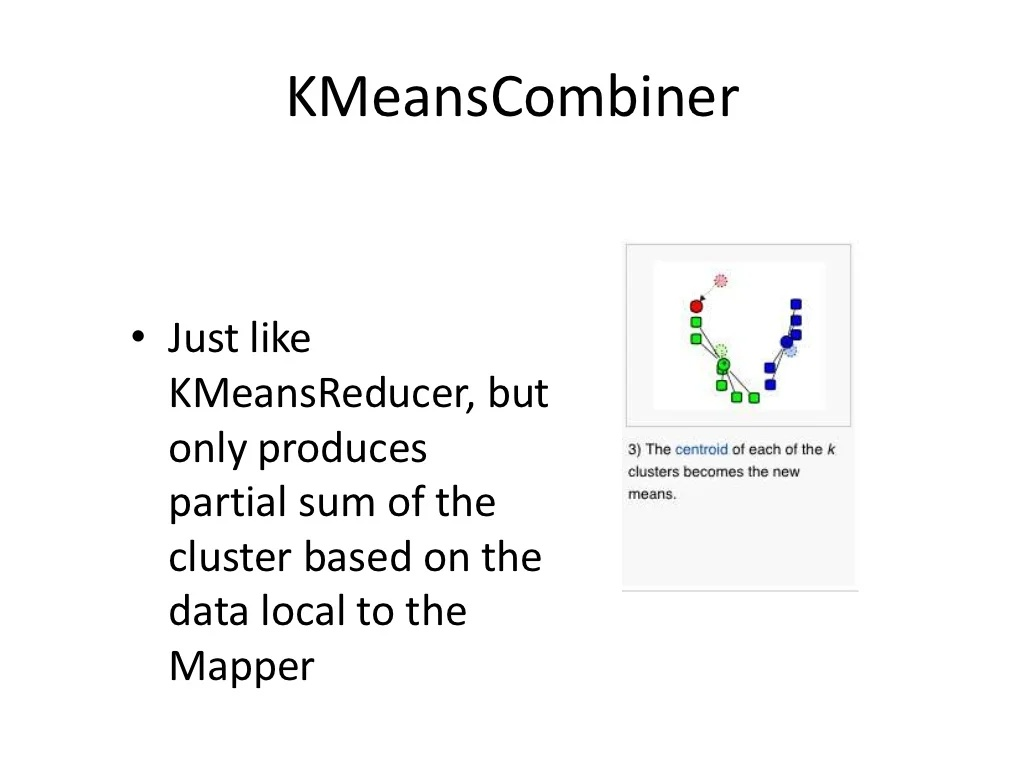 KMeansCombiner
• Just like
KMeansReducer, but
only produces
partial sum of the
cluster based on the
data local to the
Mapper
3) The centroid of each of the k
clusters becomes the new
means.